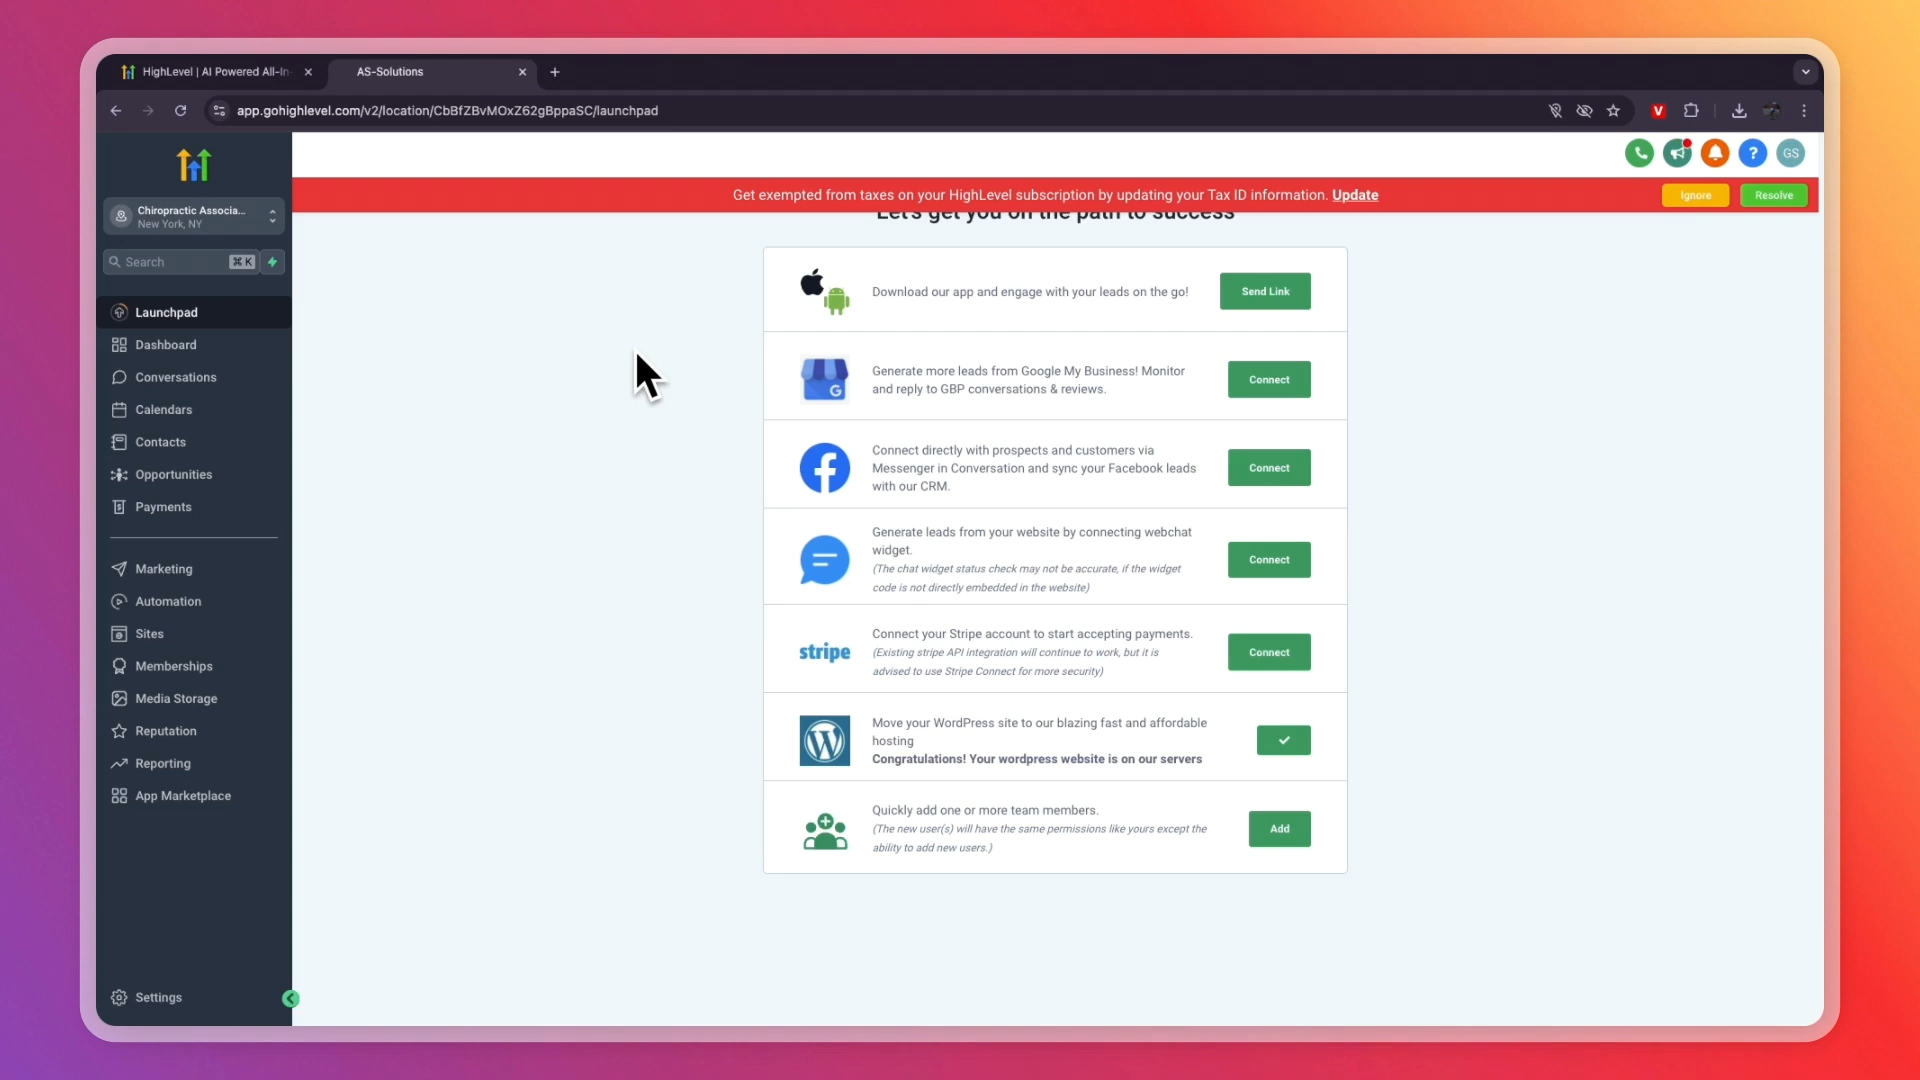 HighLevel | AI Powered All-In-
AS-Solutions
app.gohighlevel.com/v2/location/CbBfZBvMOxZ62gBppaSC/launchpad
V
GS
Get exempted from taxes on your HighLevel subscription by updating your Tax ID information. Update
Ignore
Resolve
Chiropractic Associa...
New York, NY
Search
⌘ K
Launchpad
Dashboard
Conversations
Calendars
Contacts
Opportunities
Payments
Marketing
Automation
Sites
Memberships
Media Storage
Reputation
Reporting
App Marketplace
Settings
Let's get you on the path to success
Download our app and engage with your leads on the go!
Send Link
Generate more leads from Google My Business! Monitor
and reply to GBP conversations & reviews.
Connect
Connect directly with prospects and customers via
Messenger in Conversation and sync your Facebook leads
with our CRM.
Connect
Generate leads from your website by connecting webchat
widget.
(The chat widget status check may not be accurate, if the widget
code is not directly embedded in the website)
Connect
stripe
Connect your Stripe account to start accepting payments.
(Existing stripe API integration will continue to work, but it is
advised to use Stripe Connect for more security)
Connect
Move your WordPress site to our blazing fast and affordable
hosting
Congratulations! Your wordpress website is on our servers
Quickly add one or more team members.
(The new user(s) will have the same permissions like yours except the
ability to add new users.)
Add